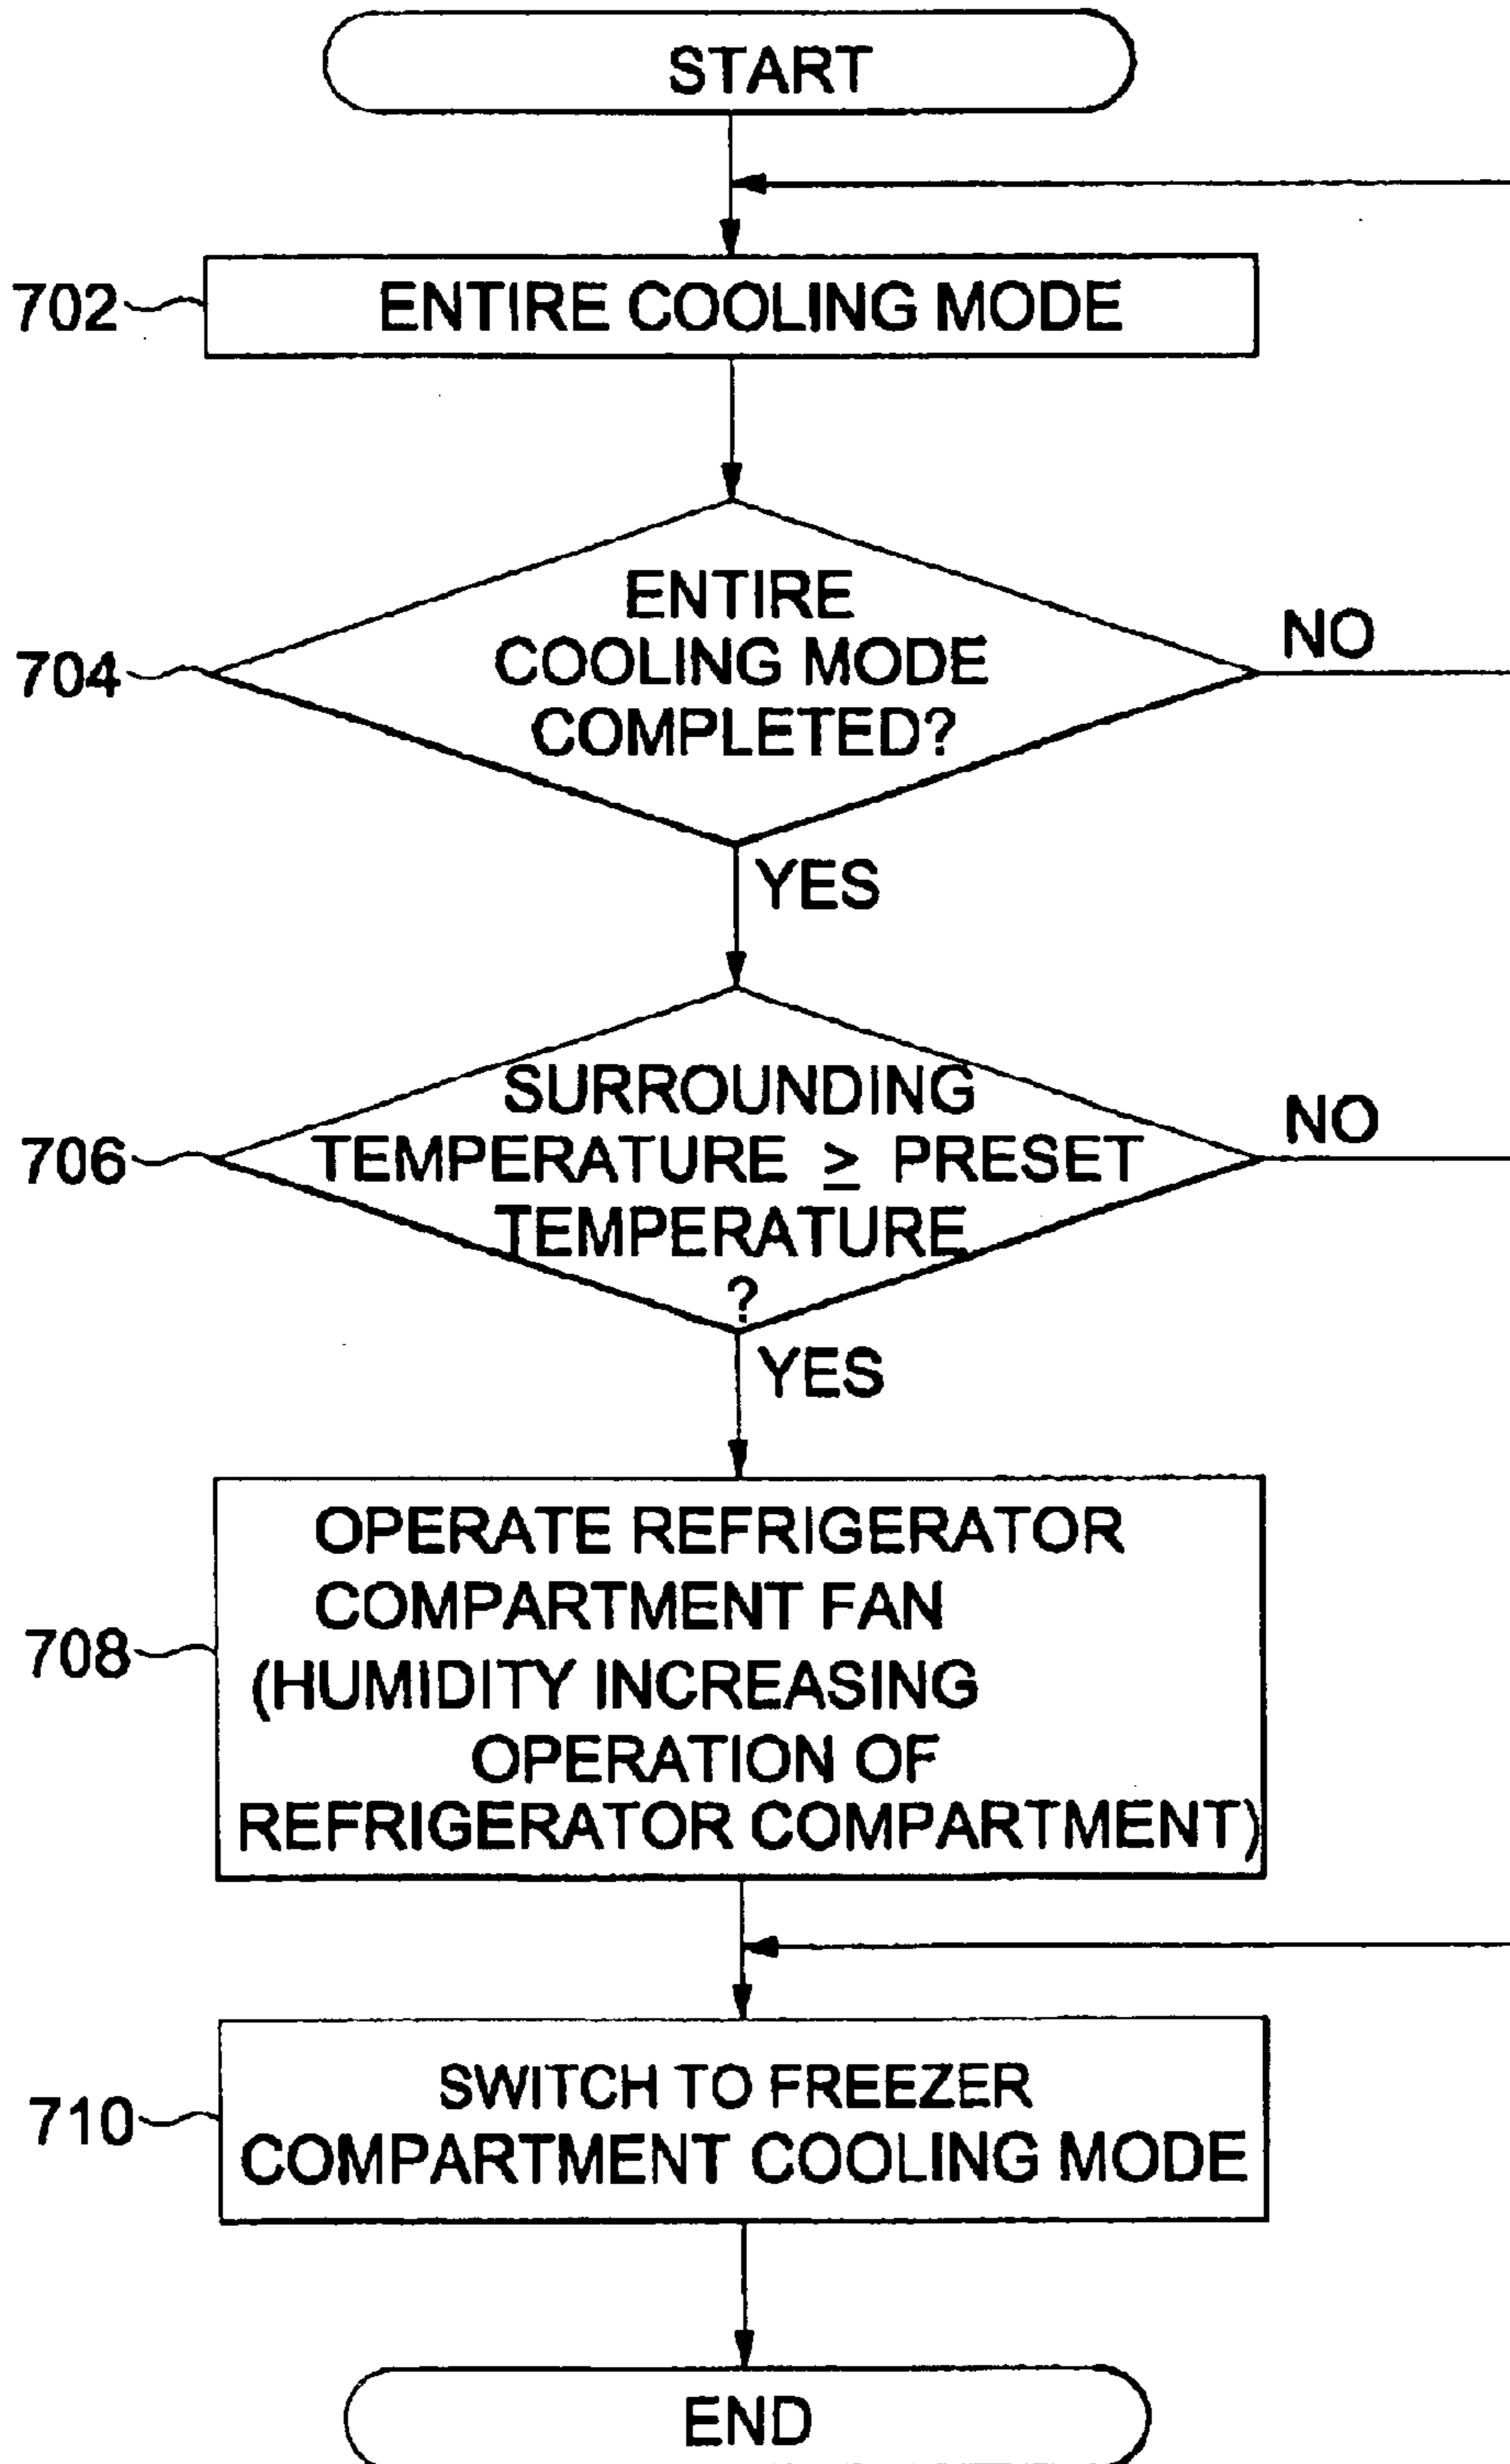 START
702
ENTIRE COOLING MODE
ENTIRE
COOLING MODE
COMPLETED?
704
NO
YES
SURROUNDING
TEMPERATURE ≥ PRESET
TEMPERATURE
?
706
NO
YES
OPERATE REFRIGERATOR
COMPARTMENT FAN
(HUMIDITY INCREASING
OPERATION OF
REFRIGERATOR COMPARTMENT)
708
SWITCH TO FREEZER
COMPARTMENT COOLING MODE
710
END